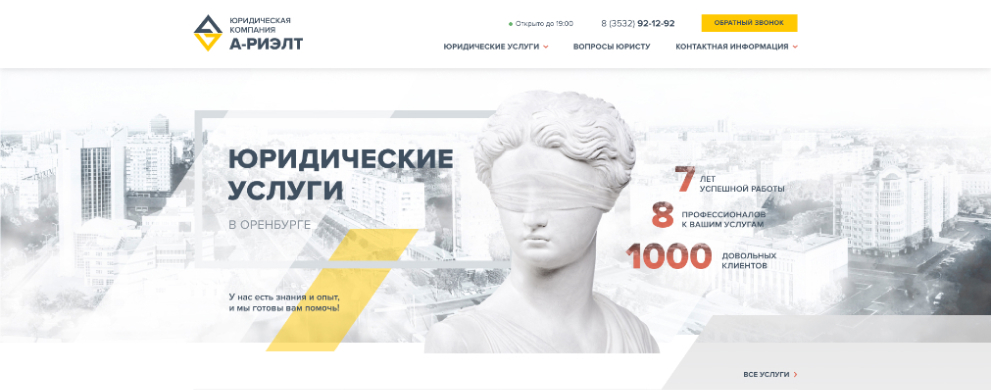 ЮРИДИЧЕСКАЯ
КОМПАНИЯ
А-РИЭЛТ
Открыто до 19:00
8 (3532) 92-12-92
ОБРАТНЫЙ ЗВОНОК
ЮРИДИЧЕСКИЕ УСЛУГИ
ВОПРОСЫ ЮРИСТУ
КОНТАКТНАЯ ИНФОРМАЦИЯ
ЮРИДИЧЕСКИЕ
УСЛУГИ
В ОРЕНБУРГЕ
У нас есть знания и опыт,
и мы готовы вам помочь!
7 ЛЕТ
УСПЕШНОЙ РАБОТЫ
8 ПРОФЕССИОНАЛОВ
К ВАШИМ УСЛУГАМ
1000 ДОВОЛЬНЫХ
КЛИЕНТОВ
ВСЕ УСЛУГИ